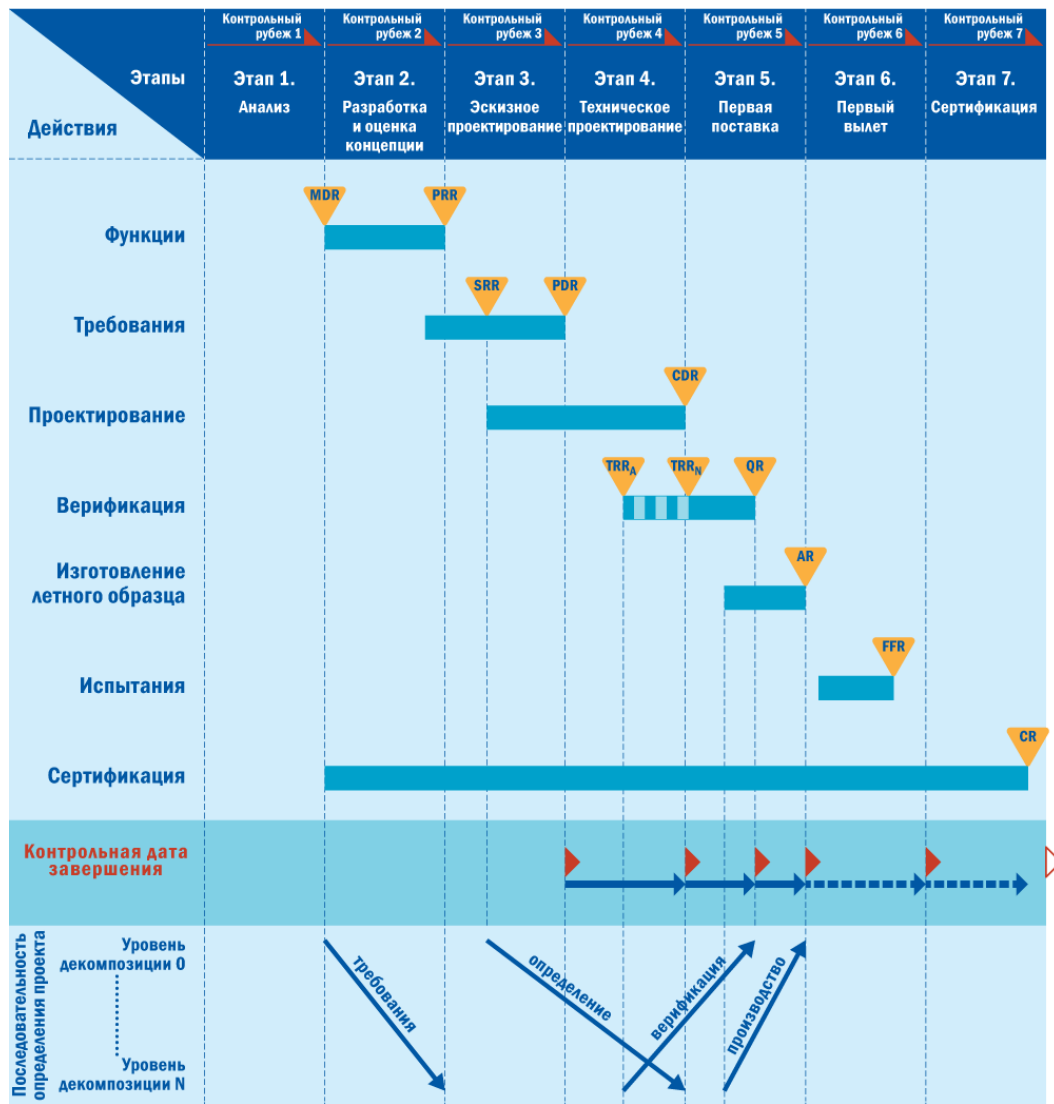 Контрольный
рубеж 1
Контрольный
рубеж 2
Контрольный
рубеж 3
Контрольный
рубеж 4
Контрольный
рубеж 5
Контрольный
рубеж 6
Контрольный
рубеж 7
Этапы
Действия
Этап 1.
Анализ
Этап 2.
Разработка
и оценка
концепции
Этап 3.
Эскизное
проектирование
Этап 4.
Техническое
проектирование
Этап 5.
Первая
поставка
Этап 6.
Первый
вылет
Этап 7.
Сертификация
Функции
MDR
PRR
Требования
SRR
PDR
Проектирование
CDR
Верификация
TRRA
TRRN
QR
Изготовление
летного образца
AR
Испытания
FFR
Сертификация
CR
Контрольная дата
завершения
Последовательность
определения проекта
Уровень
декомпозиции 0
Уровень
декомпозиции N
требования
определение
верификация
производство